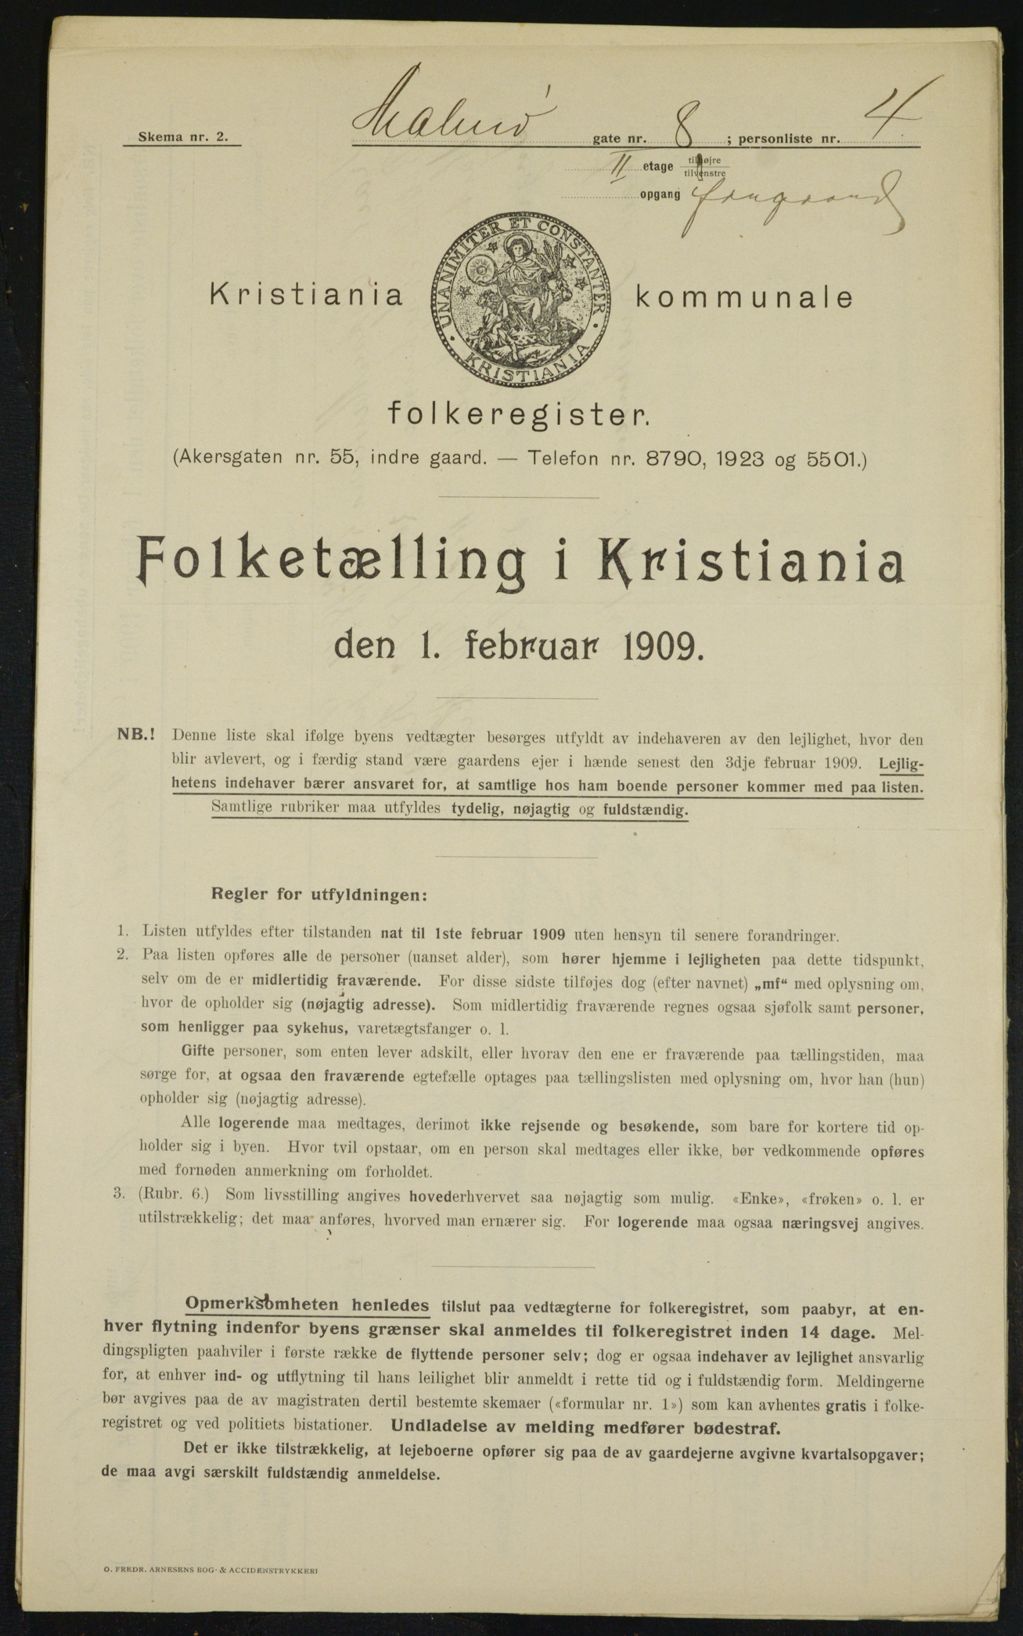 Skema nr. 2. Malmø gate nr. 8 ; personliste nr. 4.
II etage til højre
tilvenstre
opgang
UNANIMITER ET CONSTANTER
KRISTIANIA
Kristiania kommunale
folkeregister.
(Akersgaten nr. 55, indre gaard. — Telefon nr. 8790, 1923 og 5501.)
Folketælling i Kristiania
den 1. februar 1909.
NB.! Denne liste skal ifølge byens vedtægter besørges utfyldt av indehaveren av den lejlighet, hvor den
blir avlevert, og i færdig stand være gaardens ejer i hænde senest den 3dje februar 1909. Lejlig-
hetens indehaver bærer ansvaret for, at samtlige hos ham boende personer kommer med paa listen.
Samtlige rubriker maa utfyldes tydelig, nøjagtig og fuldstændig.
Regler for utfyldningen:
1. Listen utfyldes efter tilstanden nat til 1ste februar 1909 uten hensyn til senere forandringer.
2. Paa listen opføres alle de personer (uanset alder), som hører hjemme i lejligheten paa dette tidspunkt,
selv om de er midlertidig fraværende. For disse sidste tilføjes dog (efter navnet) „mf“ med oplysning om,
hvor de opholder sig (nøjagtig adresse). Som midlertidig fraværende regnes ogsaa sjøfolk samt personer,
som henligger paa sykehus, varetægtsfanger o. l.
Gifte personer, som enten lever adskilt, eller hvorav den ene er fraværende paa tællingstiden, maa
sørge for, at ogsaa den fraværende egtefælle optages paa tællingslisten med oplysning om, hvor han (hun)
opholder sig (nøjagtig adresse).
Alle logerende maa medtages, derimot ikke rejsende og besøkende, som bare for kortere tid op-
holder sig i byen. Hvor tvil opstaar, om en person skal medtages eller ikke, bør vedkommende opføres
med fornøden anmerkning om forholdet.
3. (Rubr. 6.) Som livsstilling angives hovederhvervet saa nøjagtig som mulig. «Enke», «frøken» o. l. er
utilstrækkelig; det maa anføres, hvorved man ernærer sig. For logerende maa ogsaa næringsvej angives.
Opmerksomheten henledes tilslut paa vedtægterne for folkeregistret, som paabyr, at en-
hver flytning indenfor byens grænser skal anmeldes til folkeregistret inden 14 dage. Mel-
dingspligten paahviler i første række de flyttende personer selv; dog er ogsaa indehaver av lejlighet ansvarlig
for, at enhver ind- og utflytning til hans leilighet blir anmeldt i rette tid og i fuldstændig form. Meldingerne
bør avgives paa de av magistraten dertil bestemte skemaer («formular nr. 1») som kan avhentes gratis i folke-
registret og ved politiets bistationer. Undladelse av melding medfører bødestraf.
Det er ikke tilstrækkelig, at lejeboerne opfører sig paa de av gaardejerne avgivne kvartalsopgaver;
de maa avgi særskilt fuldstændig anmeldelse.
O. FREDR. ARNESENS BOG- & ACCIDENSTRYKKERI